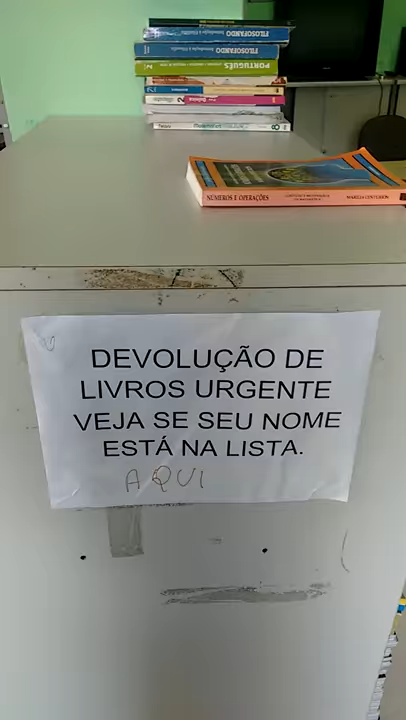 FILOSOFANDO
FILOSOFANDO
PORTUGUÊS
NÚMEROS E OPERAÇÕES
DEVOLUÇÃO DE
LIVROS URGENTE
VEJA SE SEU NOME
ESTÁ NA LISTA.
AQUI